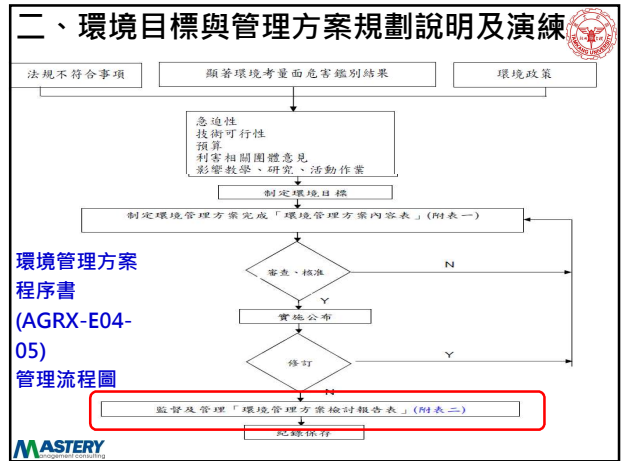 二、環境目標與管理方案規劃說明及演練
法規不符合事項
顯著環境考量面危害鑑別結果
環境政策
急迫性
技術可行性
預算
利害相關團體意見
影響教學、研究、活動作業
制定環境目標
制定環境管理方案完成「環境管理方案內容表」(附表一)
環境管理方案
程序書
(AGRX-E04-
05)
管理流程圖
審查、核准
N
Y
實施公布
修訂
Y
N
監督及管理「環境管理方案檢討報告表」(附表二)
紀錄保存
MASTERY
management consulting